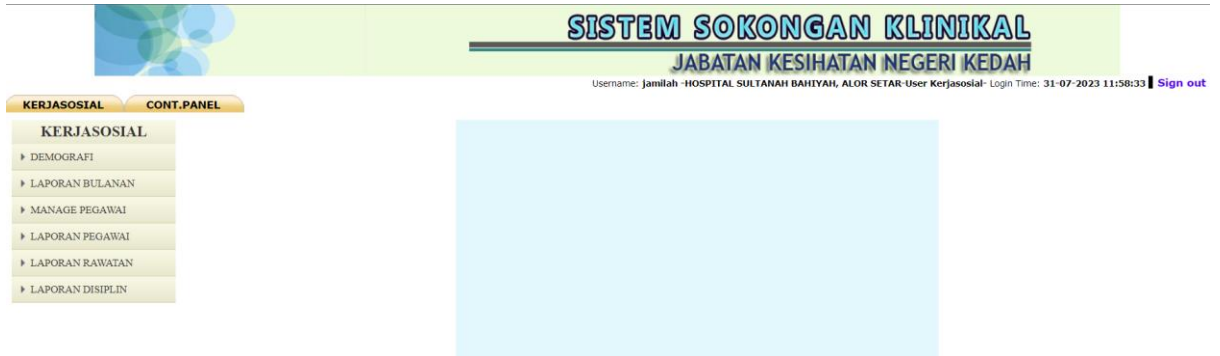 SISTEM SOKONGAN KLINIKAL
JABATAN KESIHATAN NEGERI KEDAH
Username: jamilah -HOSPITAL SULTANAH BAHIYAH, ALOR SETAR-User Kerjasosial- Login Time: 31-07-2023 11:58:33 Sign out
KERJASOSIAL CONT.PANEL
KERJASOSIAL
DEMOGRAFI
LAPORAN BULANAN
MANAGE PEGAWAI
LAPORAN PEGAWAI
LAPORAN RAWATAN
LAPORAN DISIPLIN